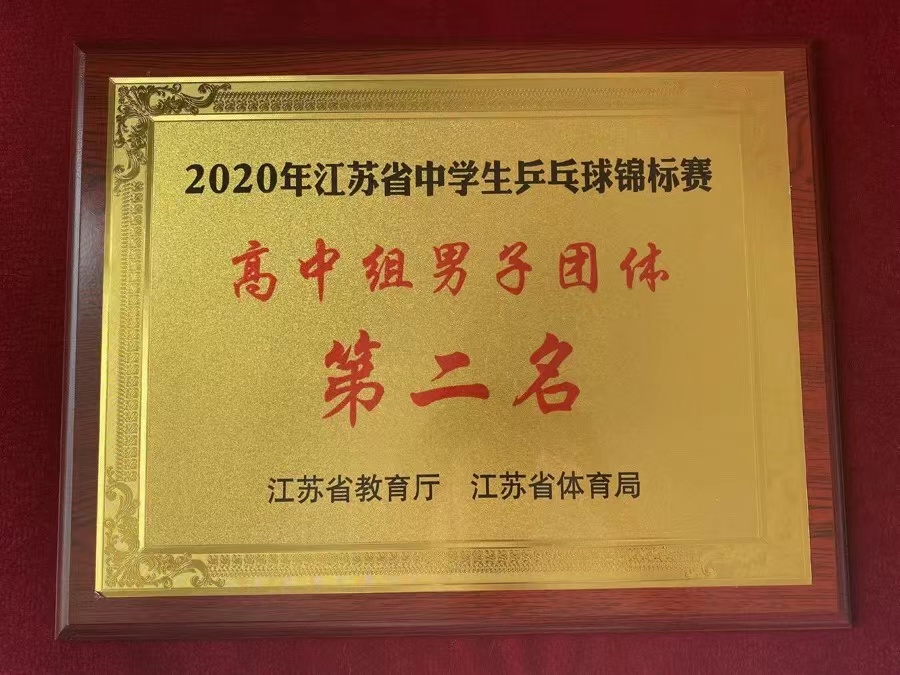 2020年江苏省中学生乒乓球锦标赛
高中组男子团体
第二名
江苏省教育厅 江苏省体育局